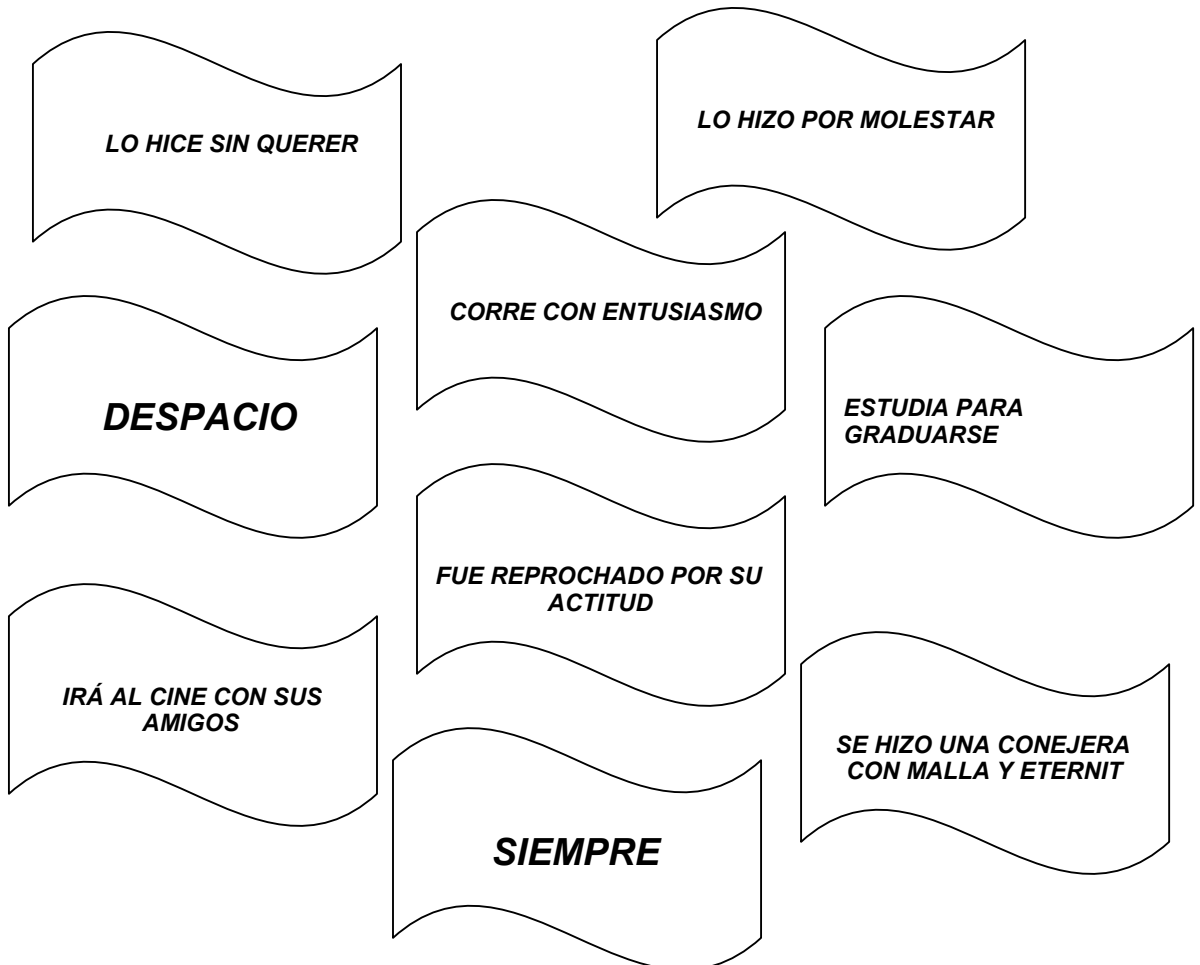 LO HICE SIN QUERER
LO HIZO POR MOLESTAR
CORRE CON ENTUSIASMO
DESPACIO
ESTUDIA PARA
GRADUARSE
FUE REPROCHADO POR SU
ACTITUD
IRÁ AL CINE CON SUS
AMIGOS
SE HIZO UNA CONEJERA
CON MALLA Y ETERNIT
SIEMPRE